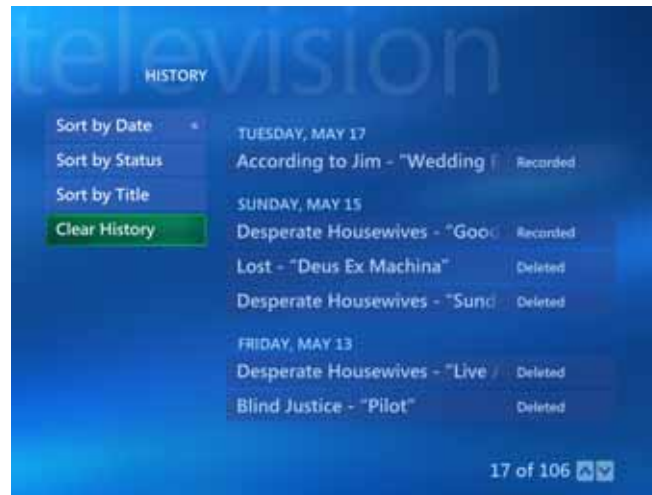 television
HISTORY
Sort by Date
Sort by Status
Sort by Title
Clear History
TUESDAY, MAY 17
According to Jim - "Wedding Recorded
SUNDAY, MAY 15
Desperate Housewives - "Good Recorded
Lost - "Deus Ex Machina" Deleted
Desperate Housewives - "Sund Deleted
FRIDAY, MAY 13
Desperate Housewives - "Live Deleted
Blind Justice - "Pilot" Deleted
17 of 106